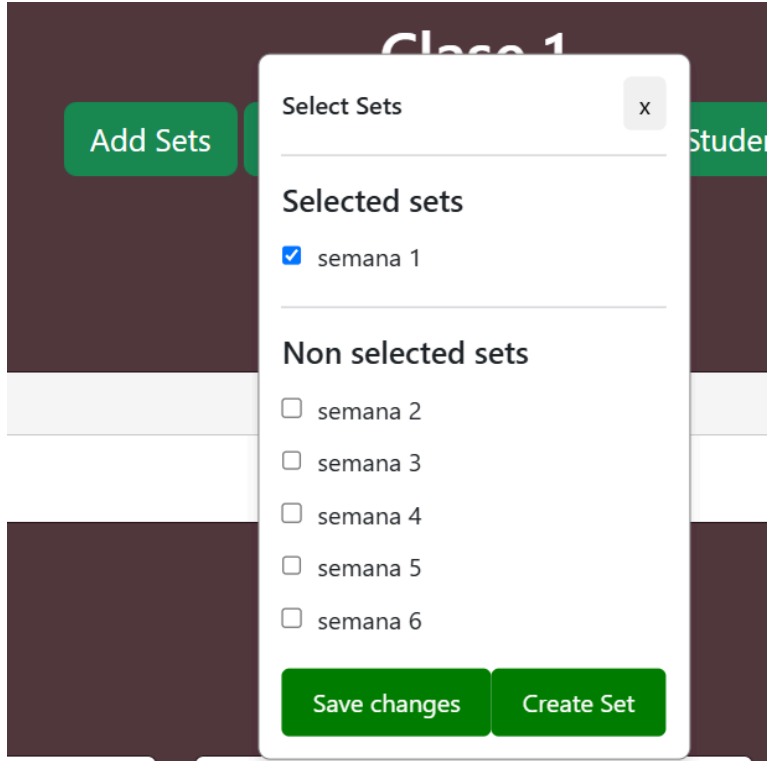 Clase 1
Add Sets
Select Sets
x
Selected sets
semana 1
Non selected sets
semana 2
semana 3
semana 4
semana 5
semana 6
Save changes
Create Set